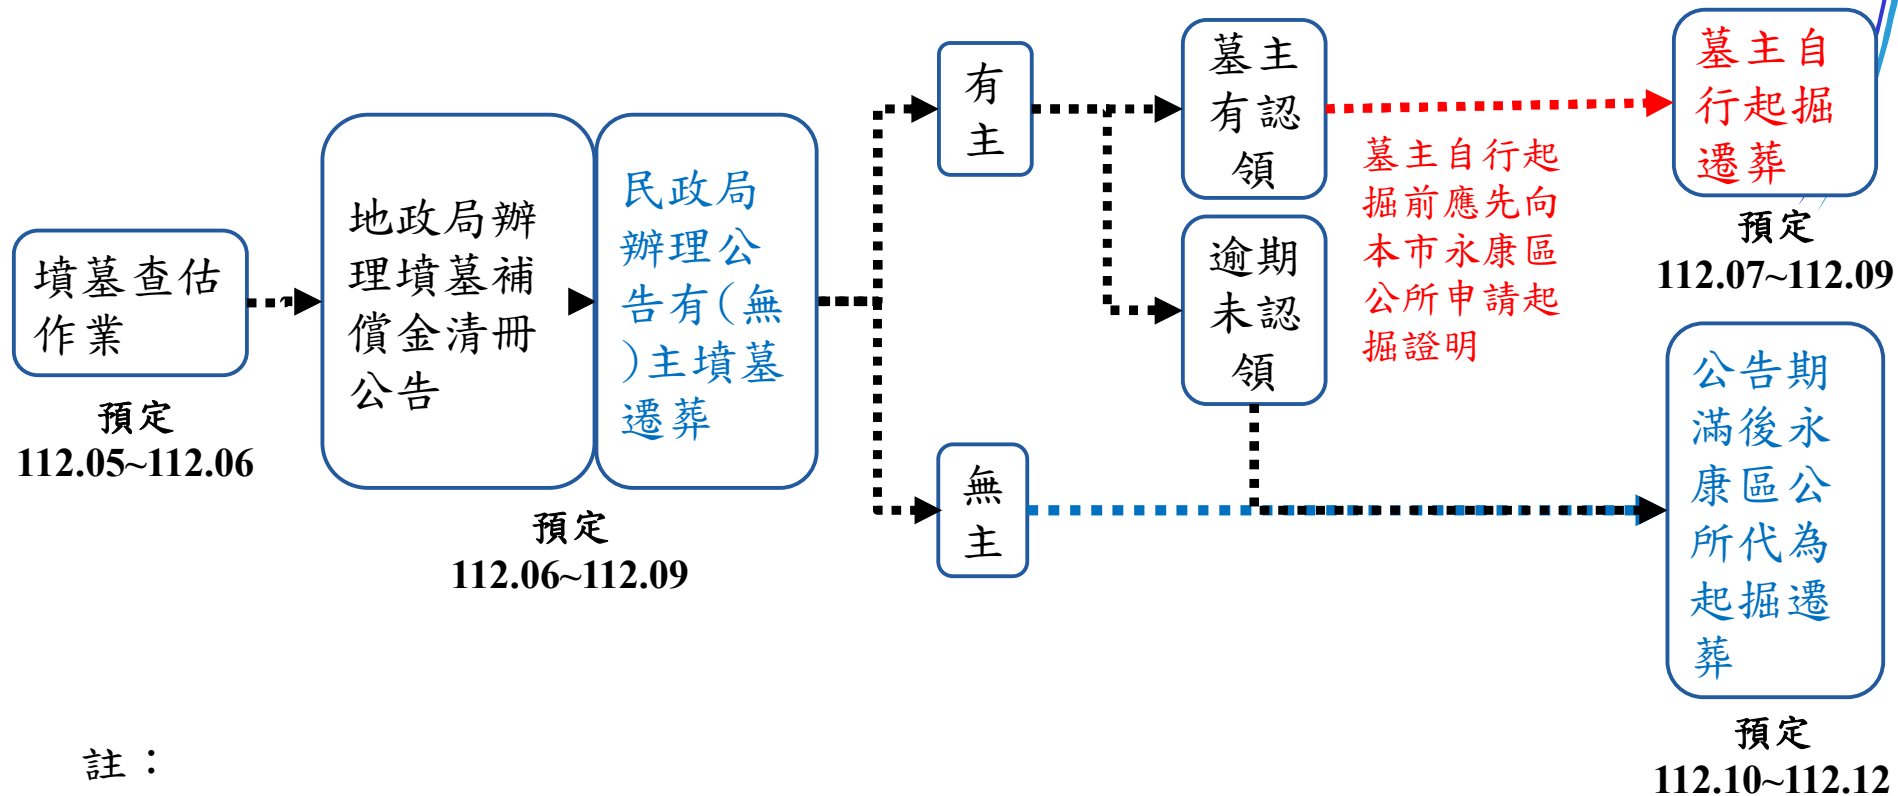 墳墓查估
作業
預定
112.05~112.06
地政局辦
理墳墓補
償金清冊
公告
民政局
辦理公
告有(無
)主墳墓
遷葬
預定
112.06~112.09
有
主
無
主
墓主
有認
領
逾期
未認
領
墓主自行起
掘前應先向
本市永康區
公所申請起
掘證明
墓主自
行起掘
遷葬
預定
112.07~112.09
公告期
滿後永
康區公
所代為
起掘遷
葬
預定
112.10~112.12
註：